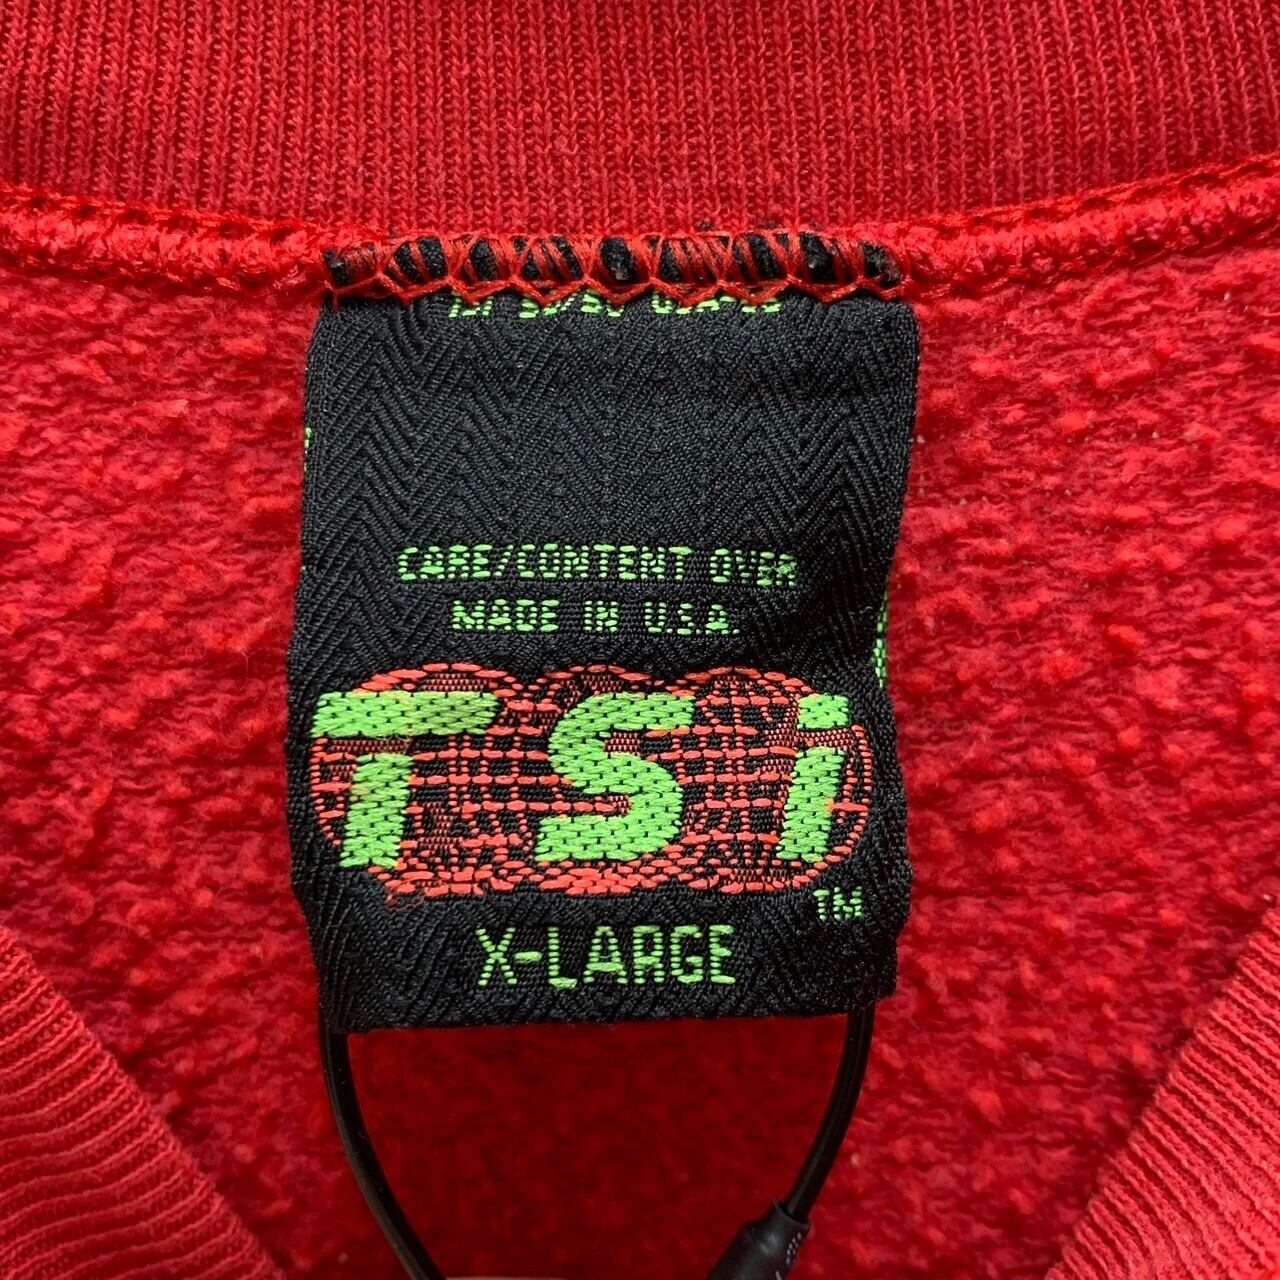 CARE/CONTENT OVER
MADE IN U.S.A.
TSi
TM
X-LARGE